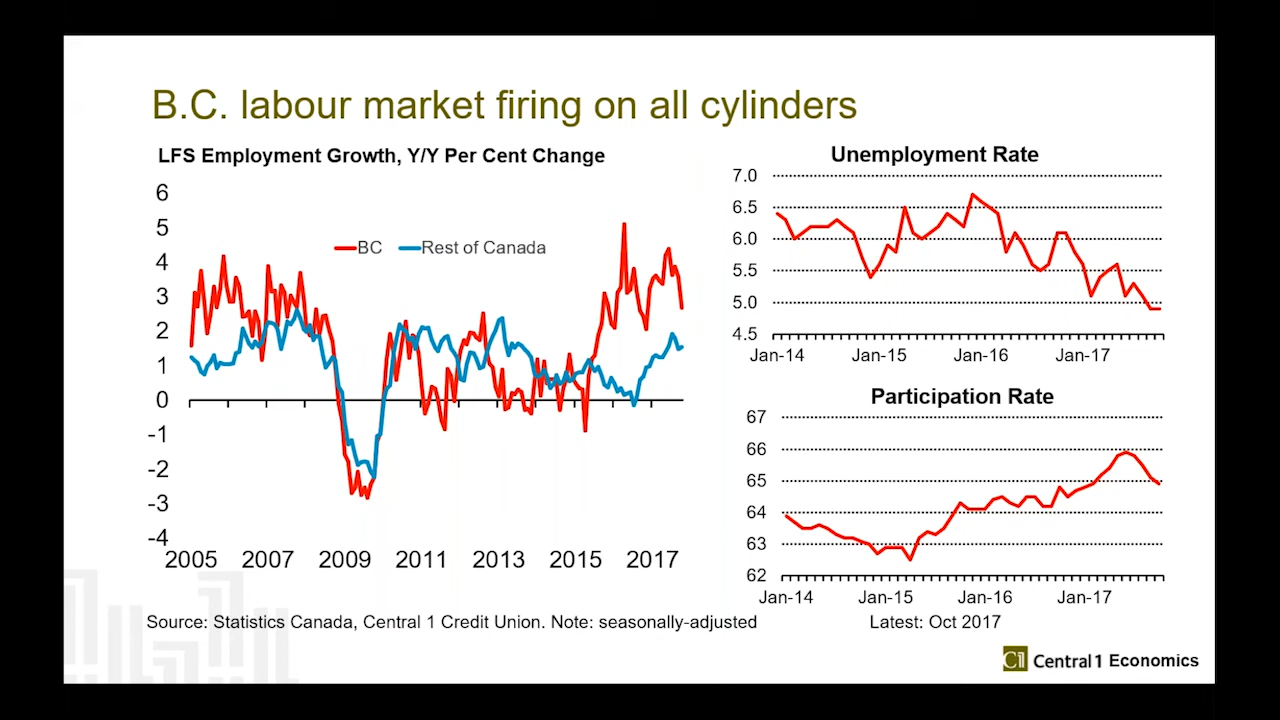 B.C. labour market firing on all cylinders
LFS Employment Growth, Y/Y Per Cent Change
6
5
4
3
2
1
0
-1
-2
-3
-4
BC
Rest of Canada
2005 2007 2009 2011 2013 2015 2017
Unemployment Rate
7.0
6.5
6.0
5.5
5.0
4.5
Jan-14 Jan-15 Jan-16 Jan-17
Participation Rate
67
66
65
64
63
62
Jan-14 Jan-15 Jan-16 Jan-17
Source: Statistics Canada, Central 1 Credit Union. Note: seasonally-adjusted
Latest: Oct 2017
C1 Central 1 Economics